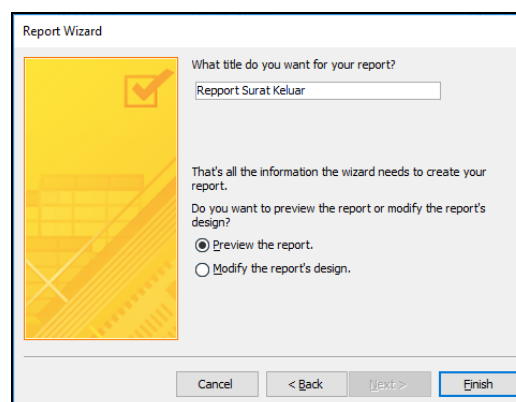 Report Wizard
What title do you want for your report?
Repport Surat Keluar
That's all the information the wizard needs to create your
report.
Do you want to preview the report or modify the report's
design?
Preview the report.
Modify the report's design.
Cancel
< Back
Next >
Finish